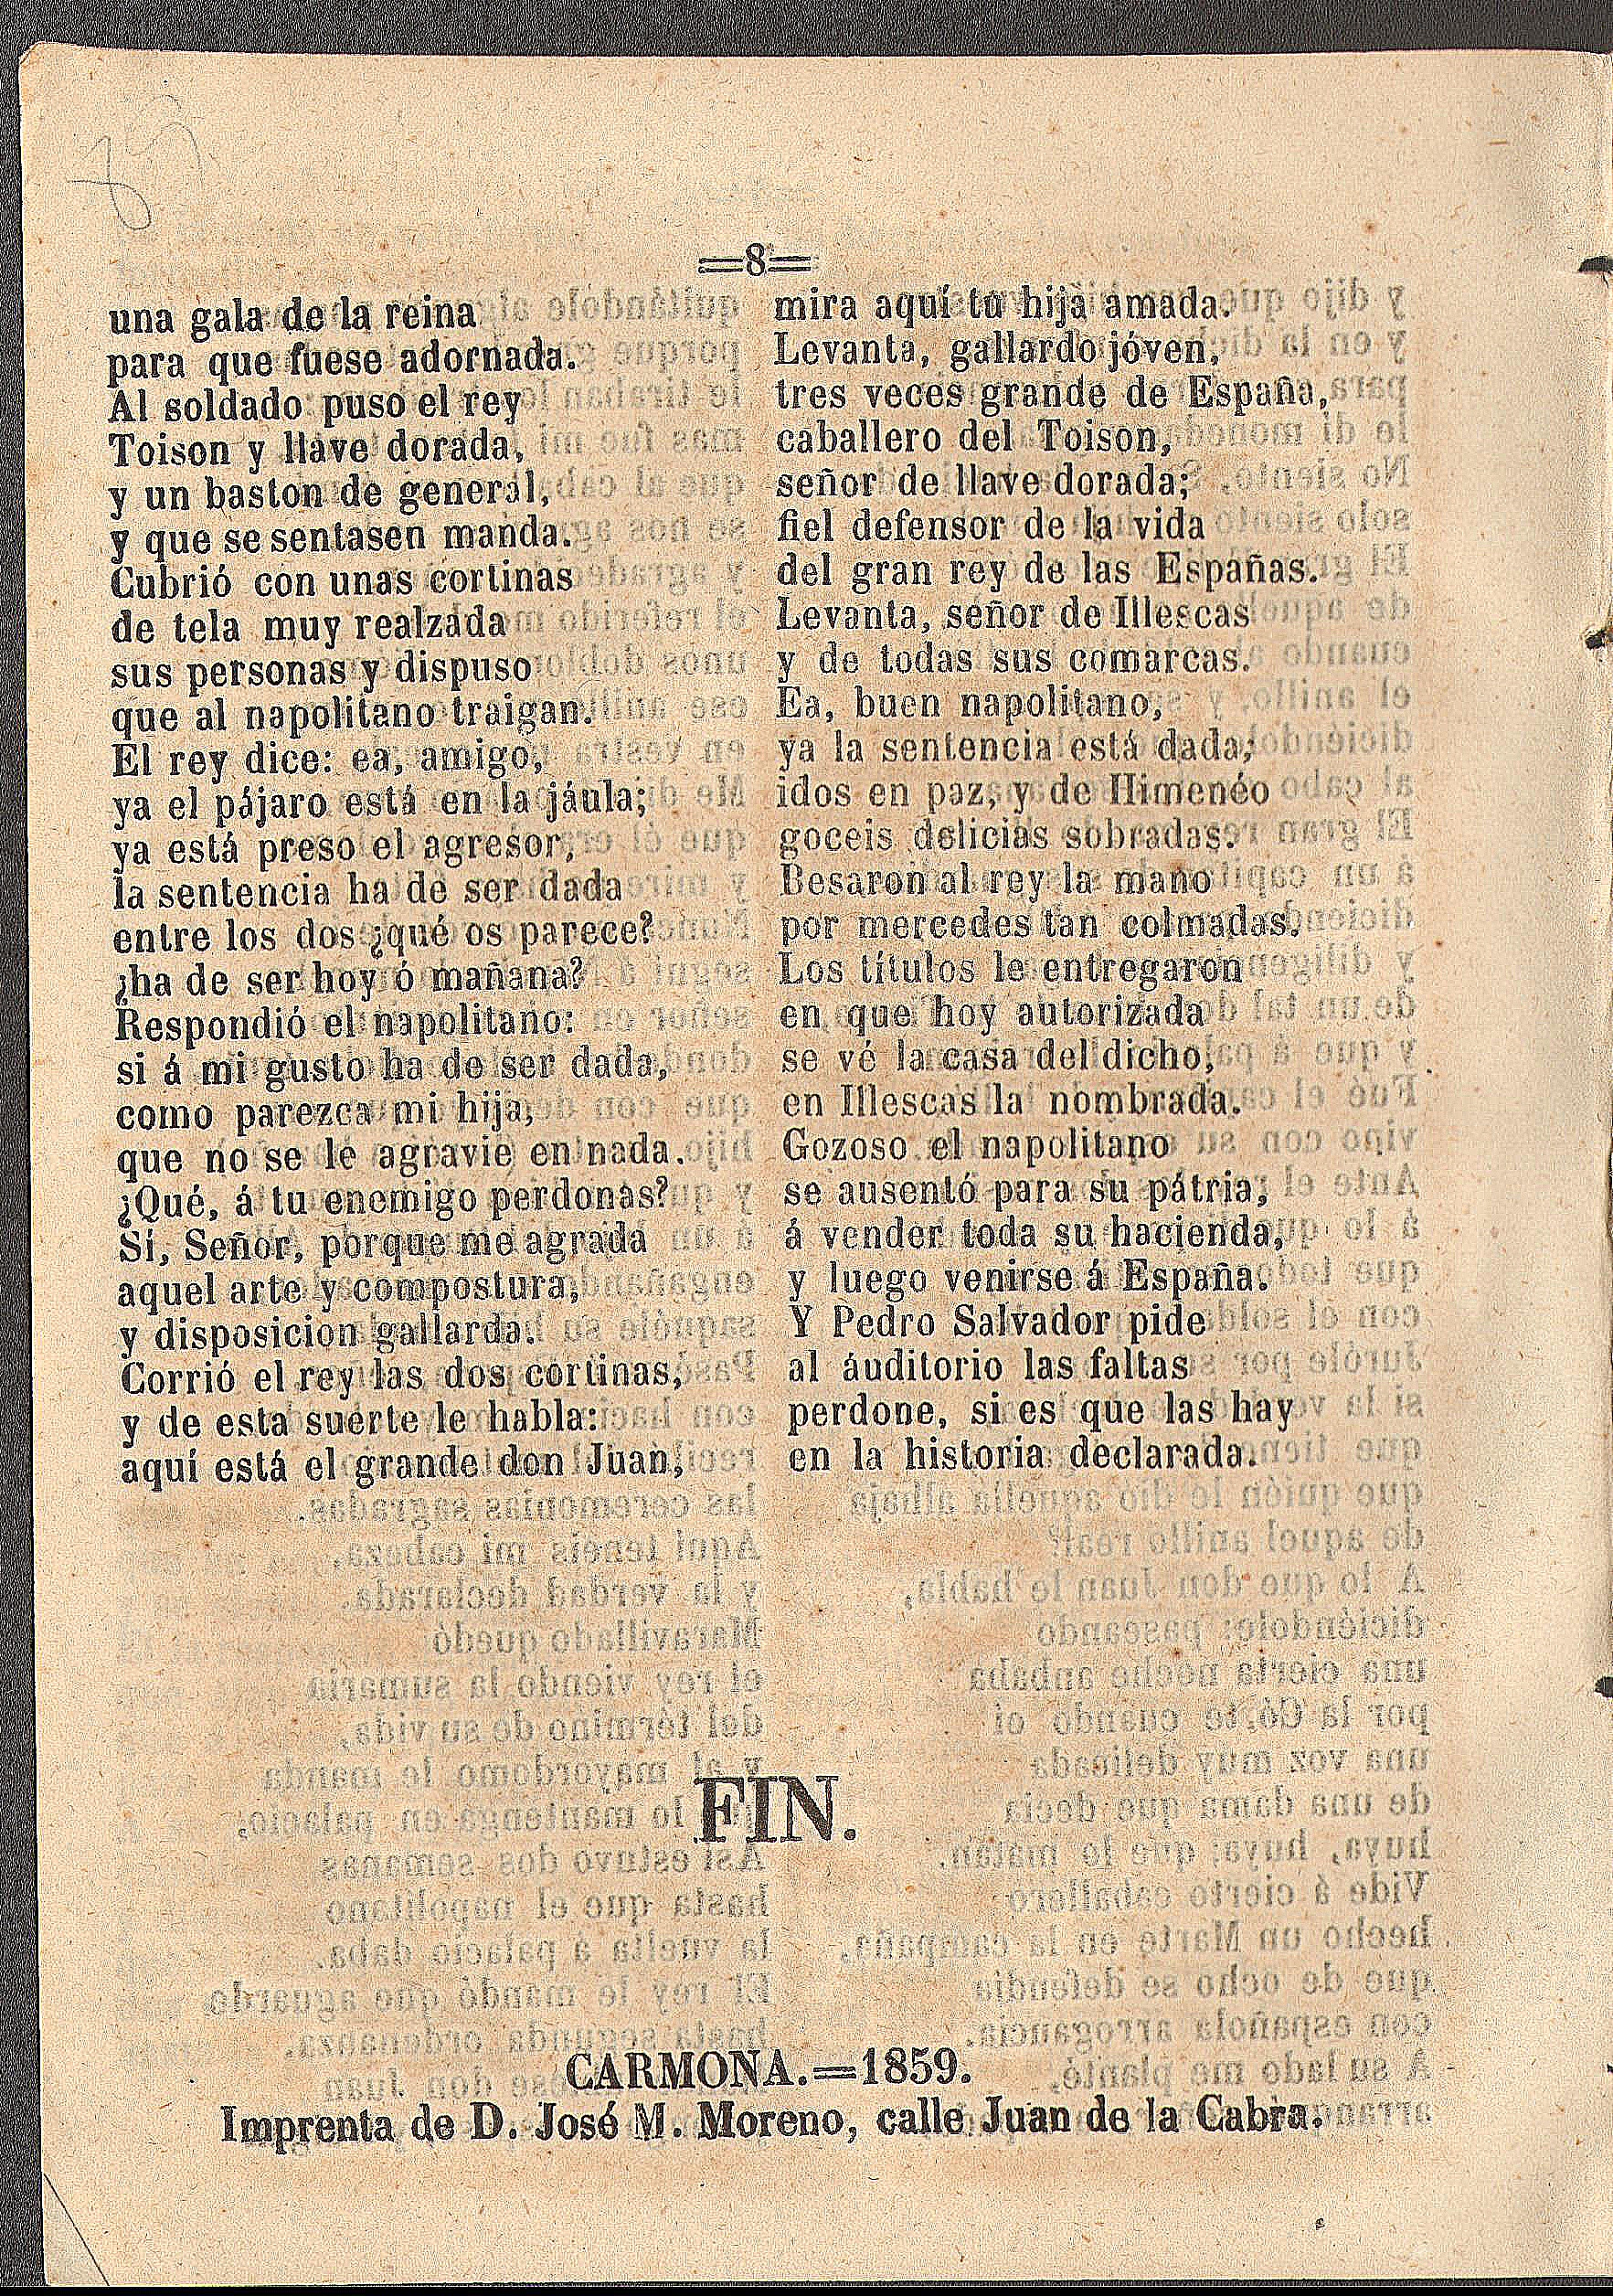 =8=
una gala de la reina
para que fuese adornada.
Al soldado puso el rey
Toison y llave dorada,
y un baston de general,
y que se sentasen manda.
Cubrió con unas cortinas
de tela muy realzada
sus personas y dispuso
que al napolitano traigan.
El rey dice: ea, amigo,
ya el pájaro está en la jáula;
ya está preso el agresor,
la sentencia ha de ser dada
entre los dos ¿qué os parece?
¿ha de ser hoy ó mañana?
Respondió el napolitano:
si á mi gusto ha de ser dada,
como parezca mi hija,
que no se le agravie en nada.
¿Qué, á tu enemigo perdonas?
Sí, Señor, porque me agrada
aquel arte y compostura,
y disposicion gallarda.
Corrió el rey las dos cortinas,
y de esta suerte le habla:
aquí está el grande don Juan,
mira aquí tu hija amada.
Levanta, gallardo jóven,
tres veces grande de España,
caballero del Toison,
señor de llave dorada;
fiel defensor de la vida
del gran rey de las Españas.
Levanta, señor de Illescas
y de todas sus comarcas.
Ea, buen napolitano,
ya la sentencia está dada;
idos en paz, y de Himenéo
goceis delicias sobradas.
Besaron al rey la mano
por mercedes tan colmadas.
Los títulos le entregaron
en que hoy autorizada
se vé la casa del dicho,
en Illescas la nombrada.
Gozoso el napolitano
se ausentó para su pátria,
á vender toda su hacienda,
y luego venirse á España.
Y Pedro Salvador pide
al áuditorio las faltas
perdone, si es que las hay
en la historia declarada.
FIN.
CARMONA.=1859.
Imprenta de D. José M. Moreno, calle Juan de la Cabra.